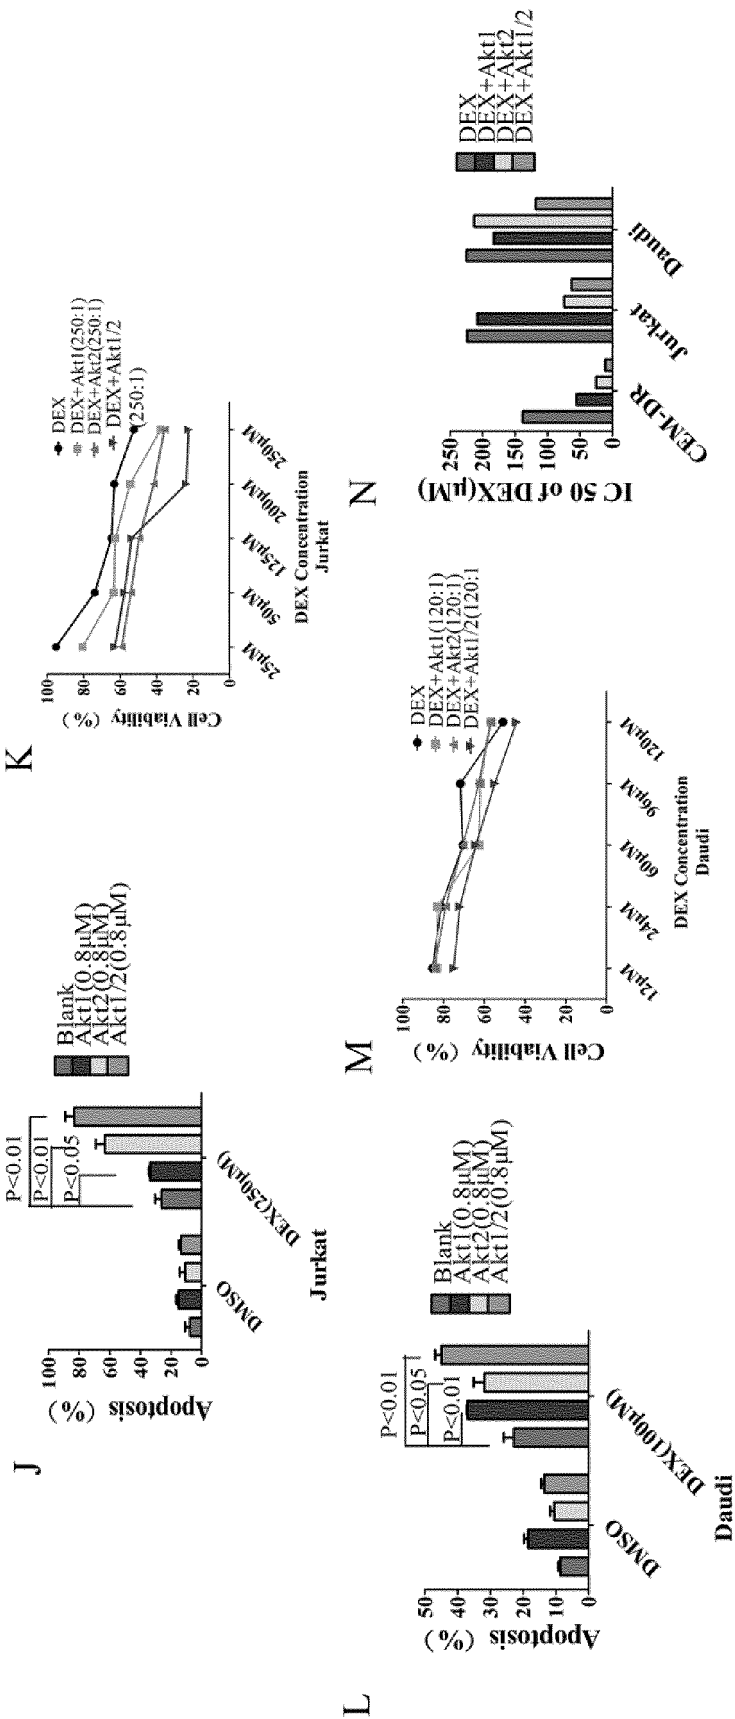 J
Apoptosis (%)
100
80
60
40
20
0
P<0.01
P<0.01
P<0.05
DMSO
DEX(250μM)
Jurkat
Blank
Akt1(0.8μM)
Akt2(0.8μM)
Akt1/2(0.8μM)
K
Cell Viability (%)
100
80
60
40
20
0
25μM
50μM
125μM
200μM
250μM
DEX Concentration
Jurkat
DEX
DEX+Akt1(250:1)
DEX+Akt2(250:1)
DEX+Akt1/2
(250:1)
L
Apoptosis (%)
50
40
30
20
10
0
P<0.01
P<0.05
P<0.01
DMSO
DEX(100μM)
Daudi
Blank
Akt1(0.8μM)
Akt2(0.8μM)
Akt1/2(0.8μM)
M
Cell Viability (%)
100
80
60
40
20
0
12μM
24μM
60μM
96μM
120μM
DEX Concentration
Daudi
DEX
DEX+Akt1(120:1)
DEX+Akt2(120:1)
DEX+Akt1/2(120:1
N
IC 50 of DEX(μM)
250
200
150
100
50
0
CEM-DR
Jurkat
Daudi
DEX
DEX+Akt1
DEX+Akt2
DEX+Akt1/2